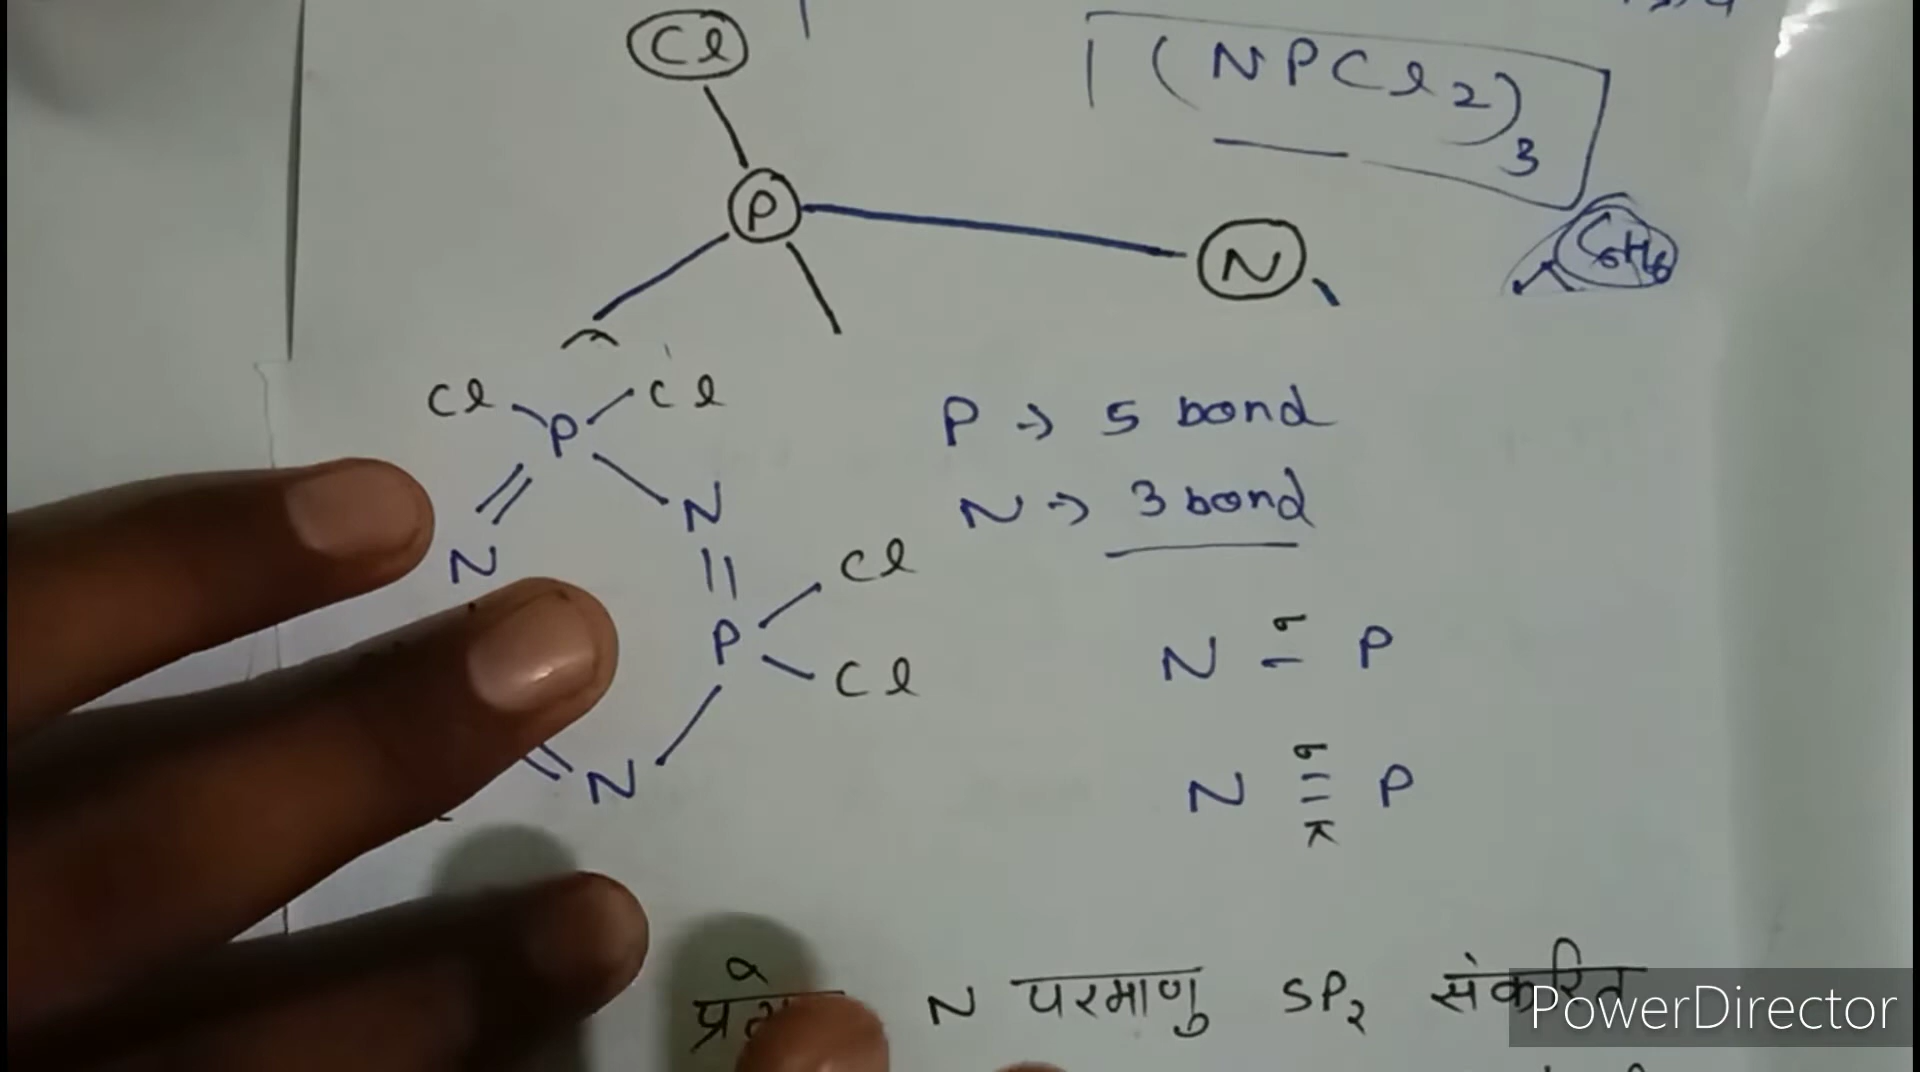 Cl
(NPCl2)3
P
N
C6H6
Cl Cl
P
P → 5 bond
N
N → 3 bond
N
Cl
P
N - P
Cl
N
N = P
π
N परमाणु SP2 संकरित
PowerDirector